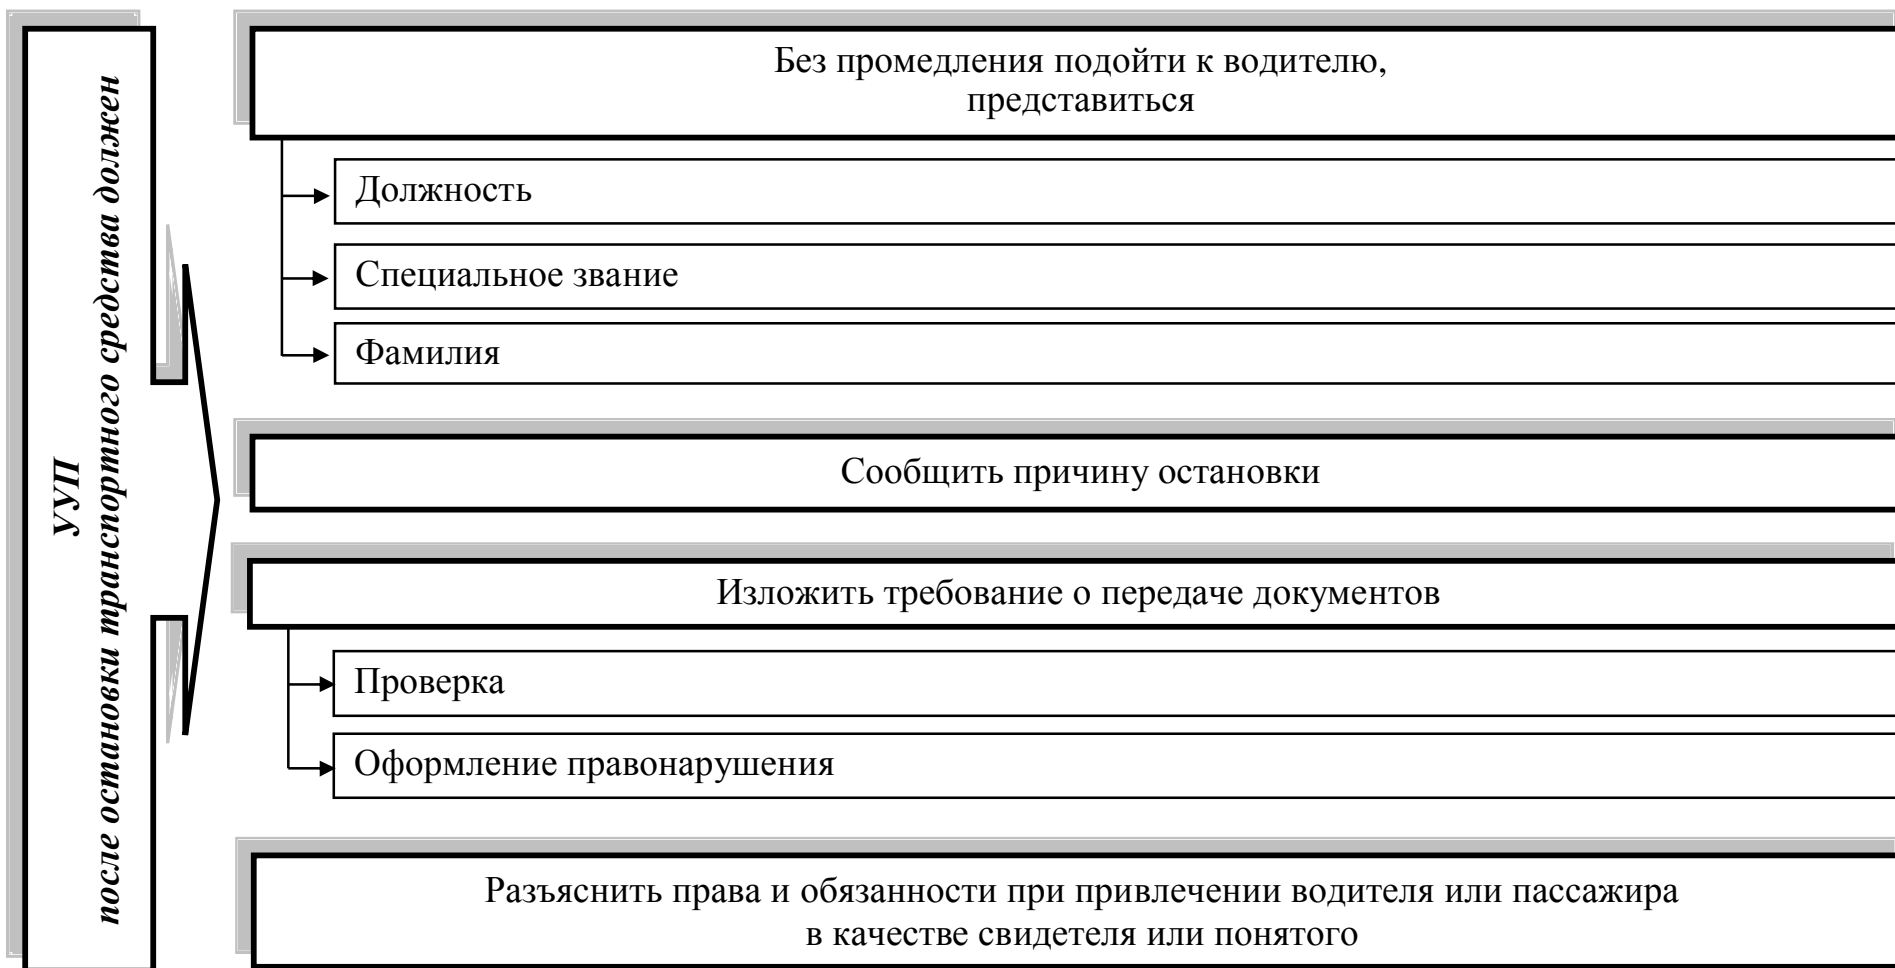 УУП
после остановки транспортного средства должен
Без промедления подойти к водителю,
представиться
Должность
Специальное звание
Фамилия
Сообщить причину остановки
Изложить требование о передаче документов
Проверка
Оформление правонарушения
Разъяснить права и обязанности при привлечении водителя или пассажира
в качестве свидетеля или понятого